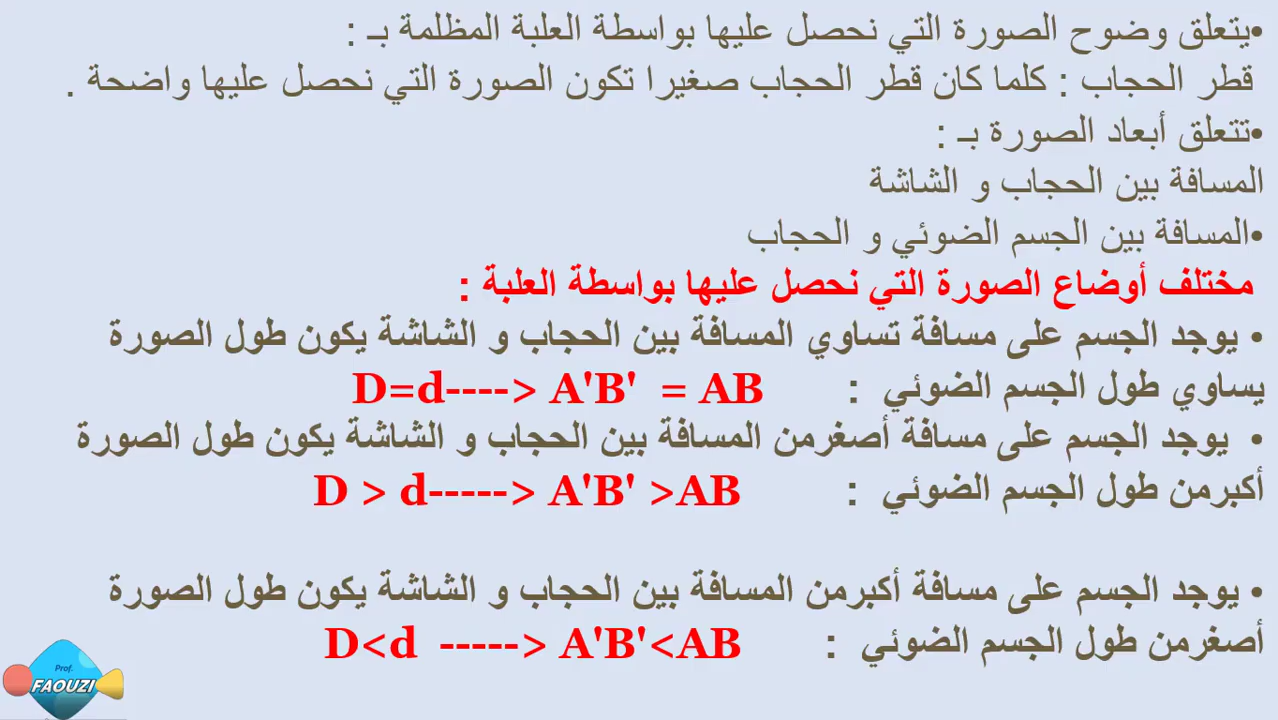 •يتعلق وضوح الصورة التي نحصل عليها بواسطة العلبة المظلمة بـ :
قطر الحجاب : كلما كان قطر الحجاب صغيرا تكون الصورة التي نحصل عليها واضحة .
•تتعلق أبعاد الصورة بـ :
المسافة بين الحجاب و الشاشة
•المسافة بين الجسم الضوئي و الحجاب
مختلف أوضاع الصورة التي نحصل عليها بواسطة العلبة :
• يوجد الجسم على مسافة تساوي المسافة بين الحجاب و الشاشة يكون طول الصورة
يساوي طول الجسم الضوئي : D=d----> A'B' = AB
• يوجد الجسم على مسافة أصغرمن المسافة بين الحجاب و الشاشة يكون طول الصورة
أكبرمن طول الجسم الضوئي : D > d-----> A'B' >AB
• يوجد الجسم على مسافة أكبرمن المسافة بين الحجاب و الشاشة يكون طول الصورة
أصغرمن طول الجسم الضوئي : D<d -----> A'B'<AB
Prof.
FAOUZI